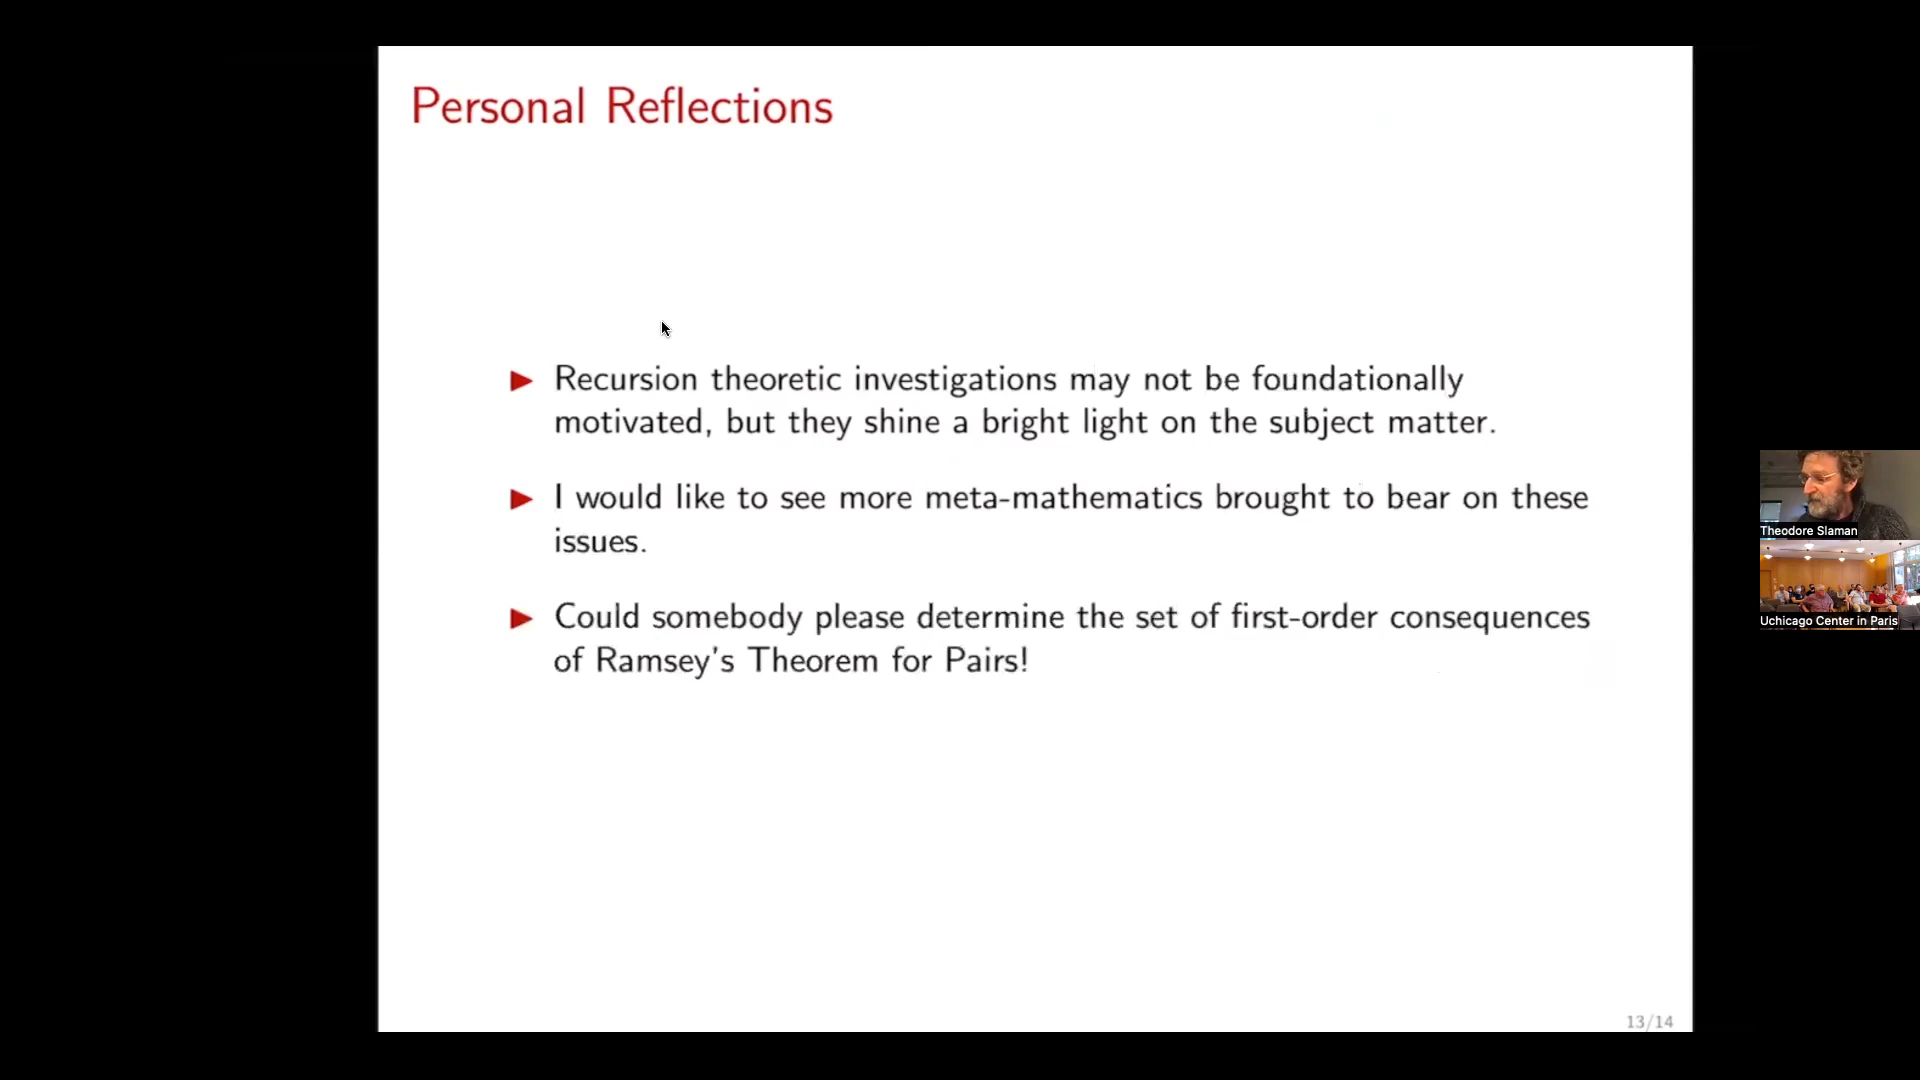 Personal Reflections
▶ Recursion theoretic investigations may not be foundationally
motivated, but they shine a bright light on the subject matter.
▶ I would like to see more meta-mathematics brought to bear on these
issues.
▶ Could somebody please determine the set of first-order consequences
of Ramsey's Theorem for Pairs!
13/14
Theodore Slaman
Uchicago Center in Paris